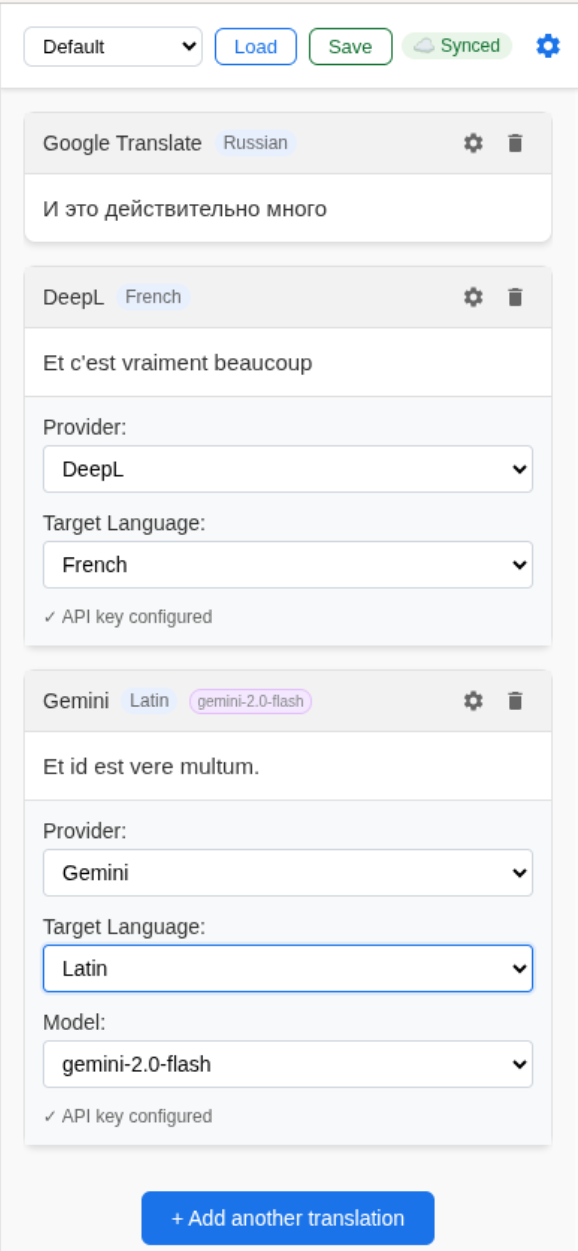 Default Load Save Synced
Google Translate Russian
И это действительно много
DeepL French
Et c'est vraiment beaucoup
Provider:
DeepL
Target Language:
French
✓ API key configured
Gemini Latin gemini-2.0-flash
Et id est vere multum.
Provider:
Gemini
Target Language:
Latin
Model:
gemini-2.0-flash
✓ API key configured
+ Add another translation